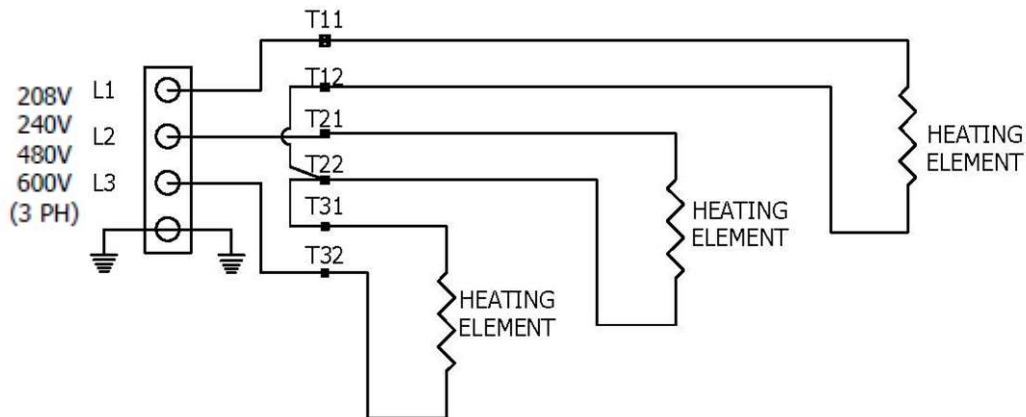 T11
T12
T21
T22
T31
T32
208V
240V
480V
600V
(3 PH)
L1
L2
L3
HEATING
ELEMENT
HEATING
ELEMENT
HEATING
ELEMENT